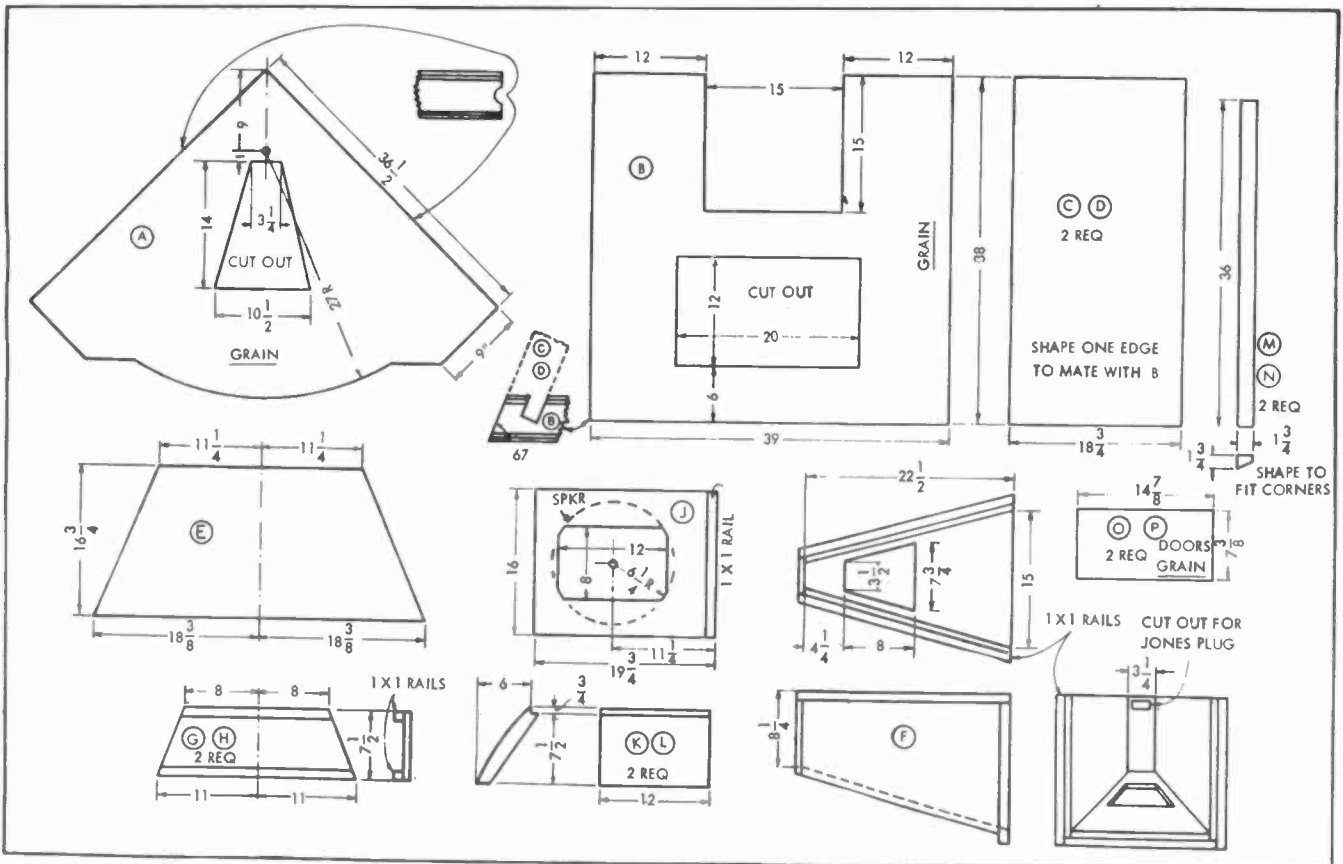 9
1
36 1/2
14
3 1/4
A
CUT OUT
10 1/2
27 R
GRAIN
9"
12
12
15
15
B
GRAIN
38
CUT OUT
12
20
6
39
C D
B
67
C D
2 REQ
SHAPE ONE EDGE
TO MATE WITH B
18 3/4
36
M
N
2 REQ
1 3/4
1 3/4
SHAPE TO
FIT CORNERS
11 1/4
11 1/4
16 3/4
E
18 3/8
18 3/8
SPKR
J
16
12
8
1 X 1 RAIL
11 1/4
19 3/4
22 1/2
3 1/2
7 3/4
15
4 1/4
8
14 7/8
O P
2 REQ
DOORS
GRAIN
7 3/8
1 X 1 RAILS
CUT OUT FOR
JONES PLUG
3 1/4
8
8
1 X 1 RAILS
G H
2 REQ
7 1/2
11
11
6
3/4
7 1/2
K L
2 REQ
12
8 1/4
F